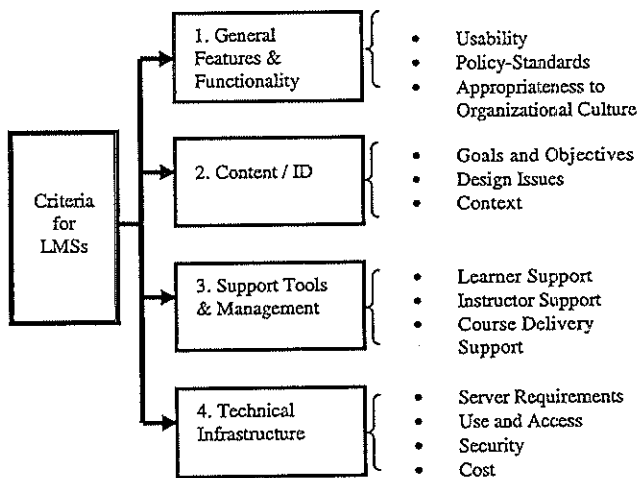 Criteria
for
LMSs
1. General
Features &
Functionality
• Usability
• Policy-Standards
• Appropriateness to
Organizational Culture
2. Content / ID
• Goals and Objectives
• Design Issues
• Context
3. Support Tools
& Management
• Learner Support
• Instructor Support
• Course Delivery
Support
4. Technical
Infrastructure
• Server Requirements
• Use and Access
• Security
• Cost